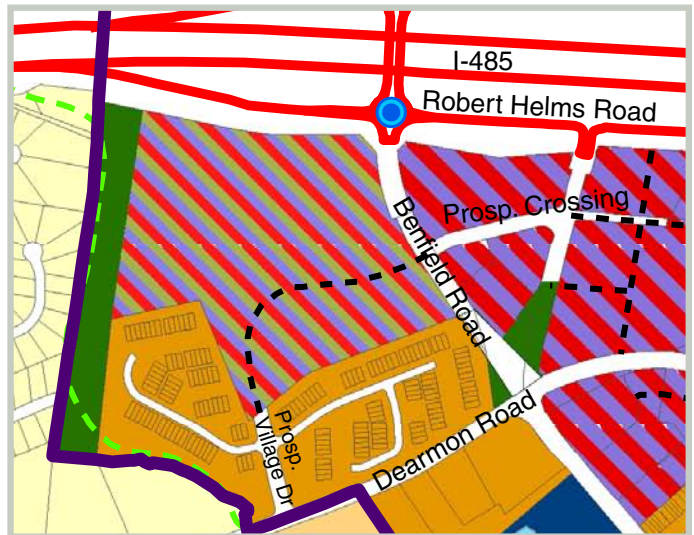 I-485
Robert Helms Road
Prosp. Crossing
Benfield Road
Dearmon Road
Prosp.
Village Dr